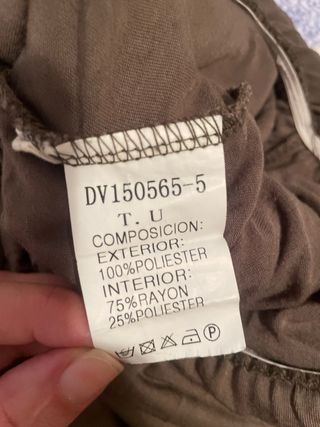 DV150565-5
T. U
COMPOSICION:
EXTERIOR:
100%POLIESTER
INTERIOR:
75%RAYON
25%POLIESTER
P